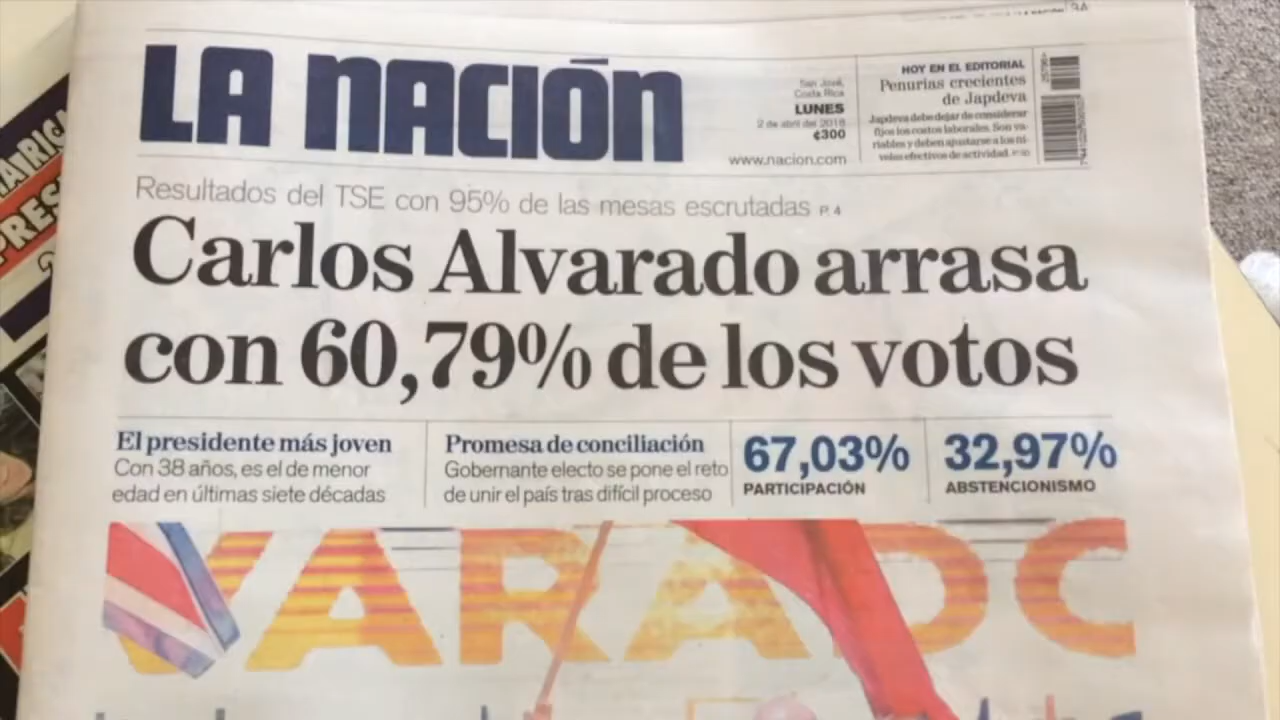 LA NACIÓN
San José,
Costa Rica
LUNES
2 de abril del 2018
¢300
www.nacion.com
HOY EN EL EDITORIAL
Penurias crecientes
de Japdeva
Japdeva debe dejar de considerar
fijos los costos laborales. Son va-
riables y deben ajustarse a los ni-
veles efectivos de actividad.
Resultados del TSE con 95% de las mesas escrutadas P. 4
Carlos Alvarado arrasa
con 60,79% de los votos
El presidente más joven
Con 38 años, es el de menor
edad en últimas siete décadas
Promesa de conciliación
Gobernante electo se pone el reto
de unir el país tras difícil proceso
67,03%
PARTICIPACIÓN
32,97%
ABSTENCIONISMO
VARADO